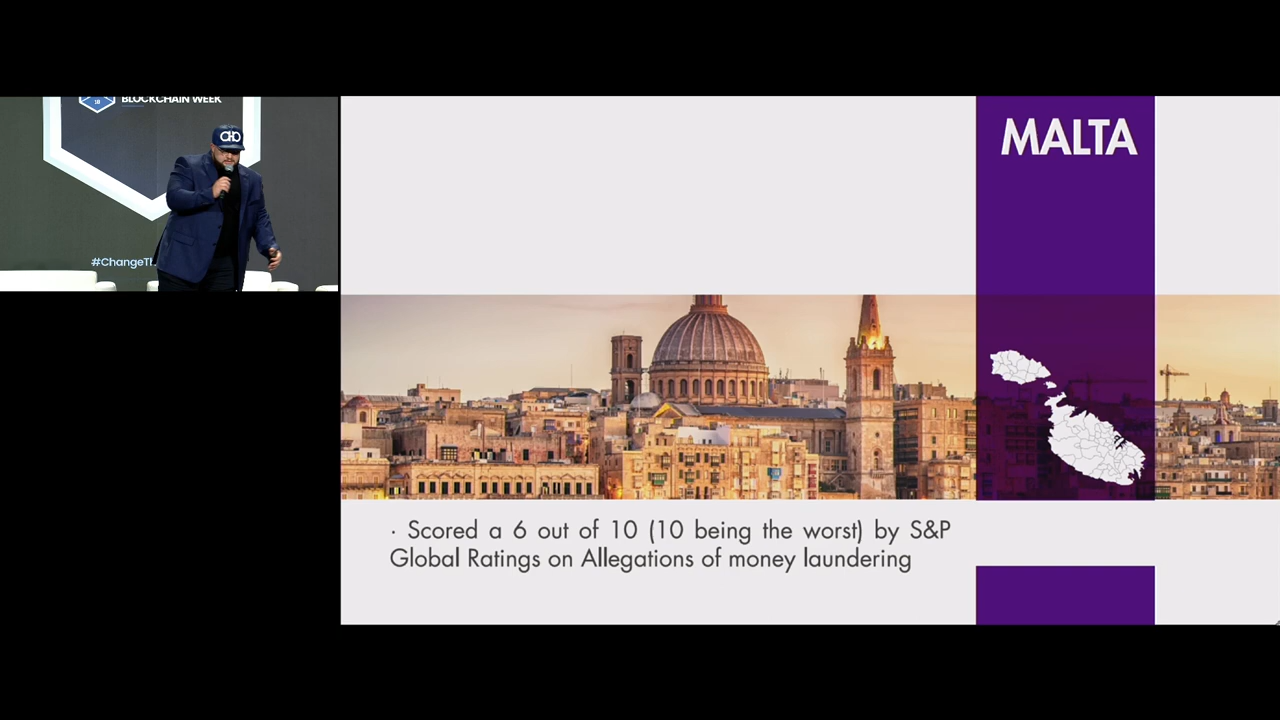 BLOCKCHAIN WEEK
CHO
#ChangeTh
MALTA
· Scored a 6 out of 10 (10 being the worst) by S&P
Global Ratings on Allegations of money laundering